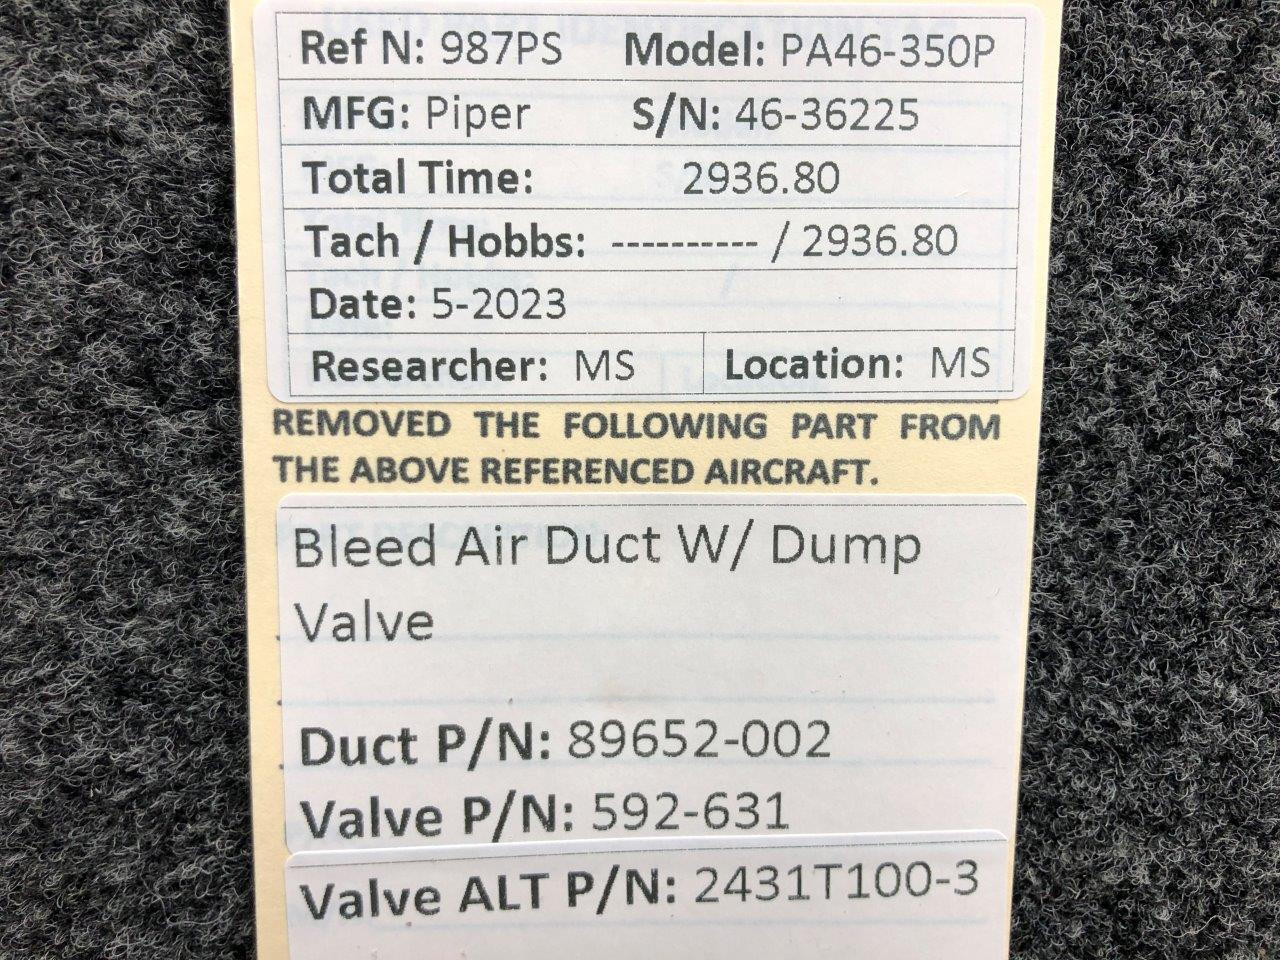 Ref N: 987PS Model: PA46-350P
MFG: Piper S/N: 46-36225
Total Time: 2936.80
Tach / Hobbs: ---------- / 2936.80
Date: 5-2023
Researcher: MS Location: MS
REMOVED THE FOLLOWING PART FROM
THE ABOVE REFERENCED AIRCRAFT.
Bleed Air Duct W/ Dump
Valve
Duct P/N: 89652-002
Valve P/N: 592-631
Valve ALT P/N: 2431T100-3